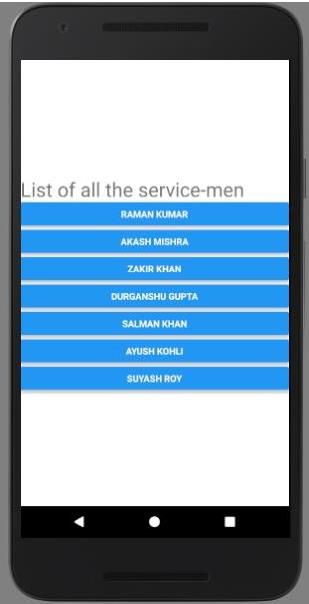 List of all the service-men
RAMAN KUMAR
AKASH MISHRA
ZAKIR KHAN
DURGANSHU GUPTA
SALMAN KHAN
AYUSH KOHLI
SUYASH ROY